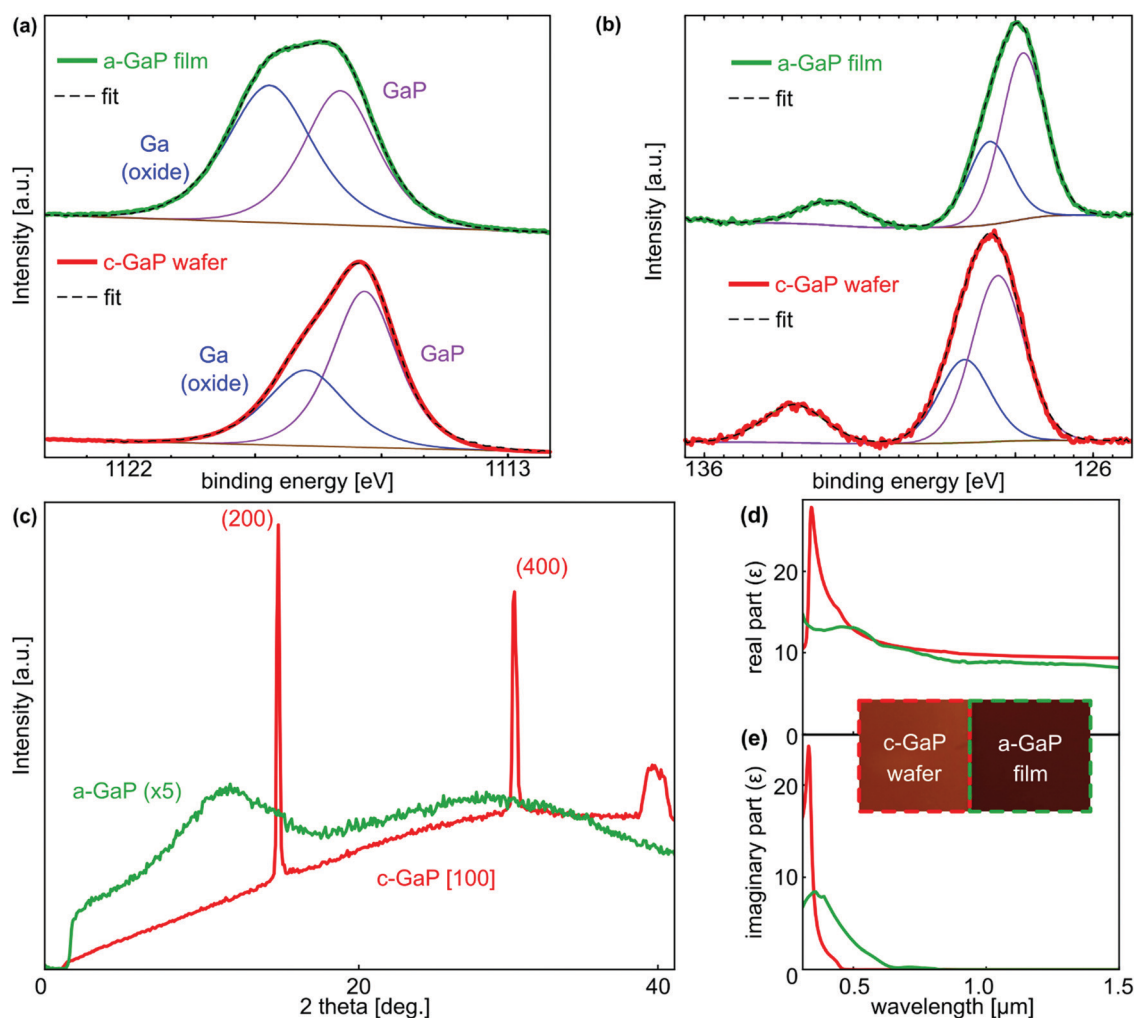 (a)
a-GaP film
fit
GaP
Ga
(oxide)
c-GaP wafer
fit
Ga
(oxide)
GaP
Intensity [a.u.]
1122
1113
binding energy [eV]
(b)
a-GaP film
fit
c-GaP wafer
fit
Intensity [a.u.]
136
126
binding energy [eV]
(c)
(200)
(400)
a-GaP (x5)
c-GaP [100]
Intensity [a.u.]
0
20
40
2 theta [deg.]
(d)
real part (ε)
20
10
0
c-GaP
wafer
a-GaP
film
(e)
imaginary part (ε)
20
10
0
0.5
1.0
1.5
wavelength [μm]